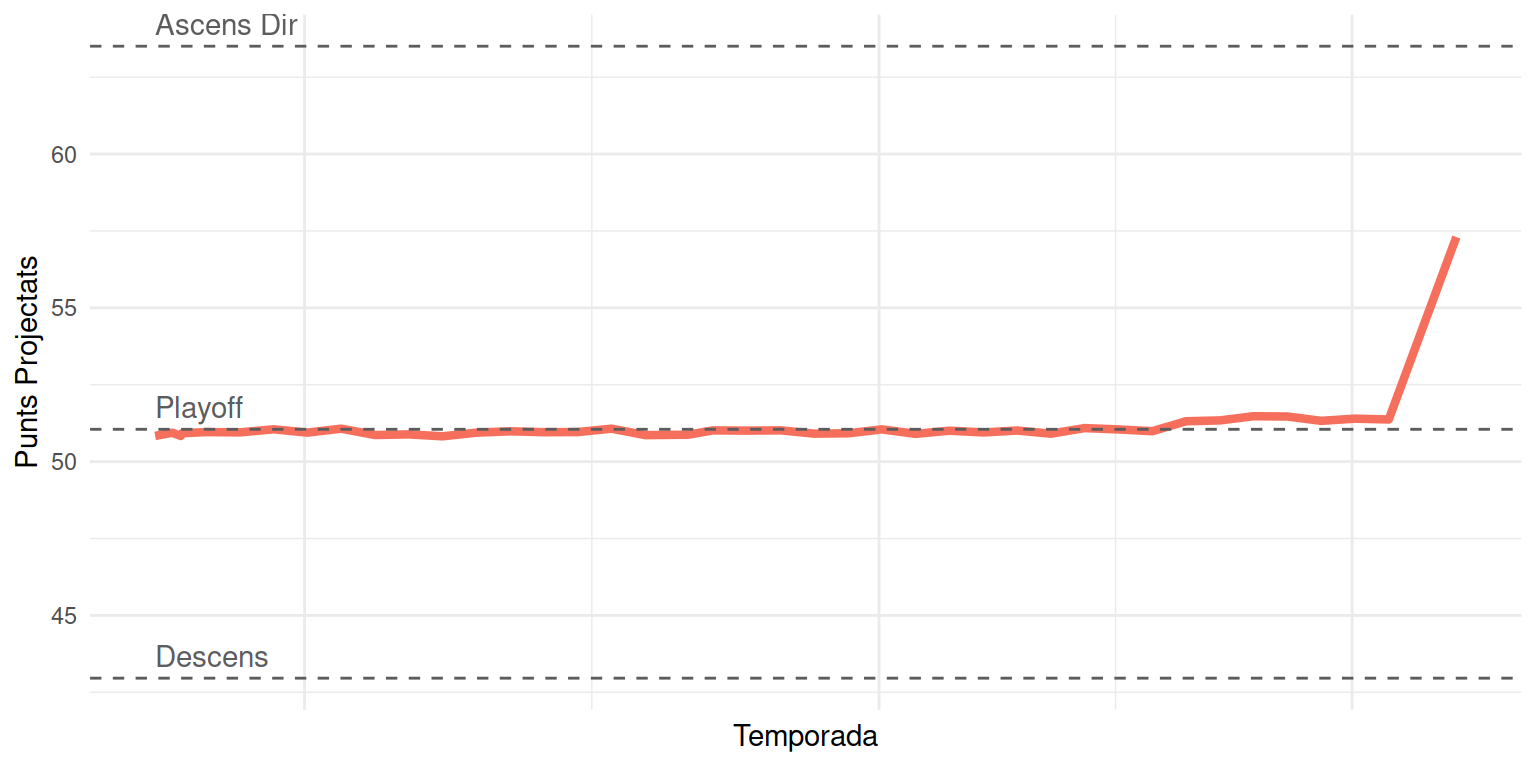 Ascens Dir
60
55
Playoff
50
45
Descens
Punts Projectats
Temporada